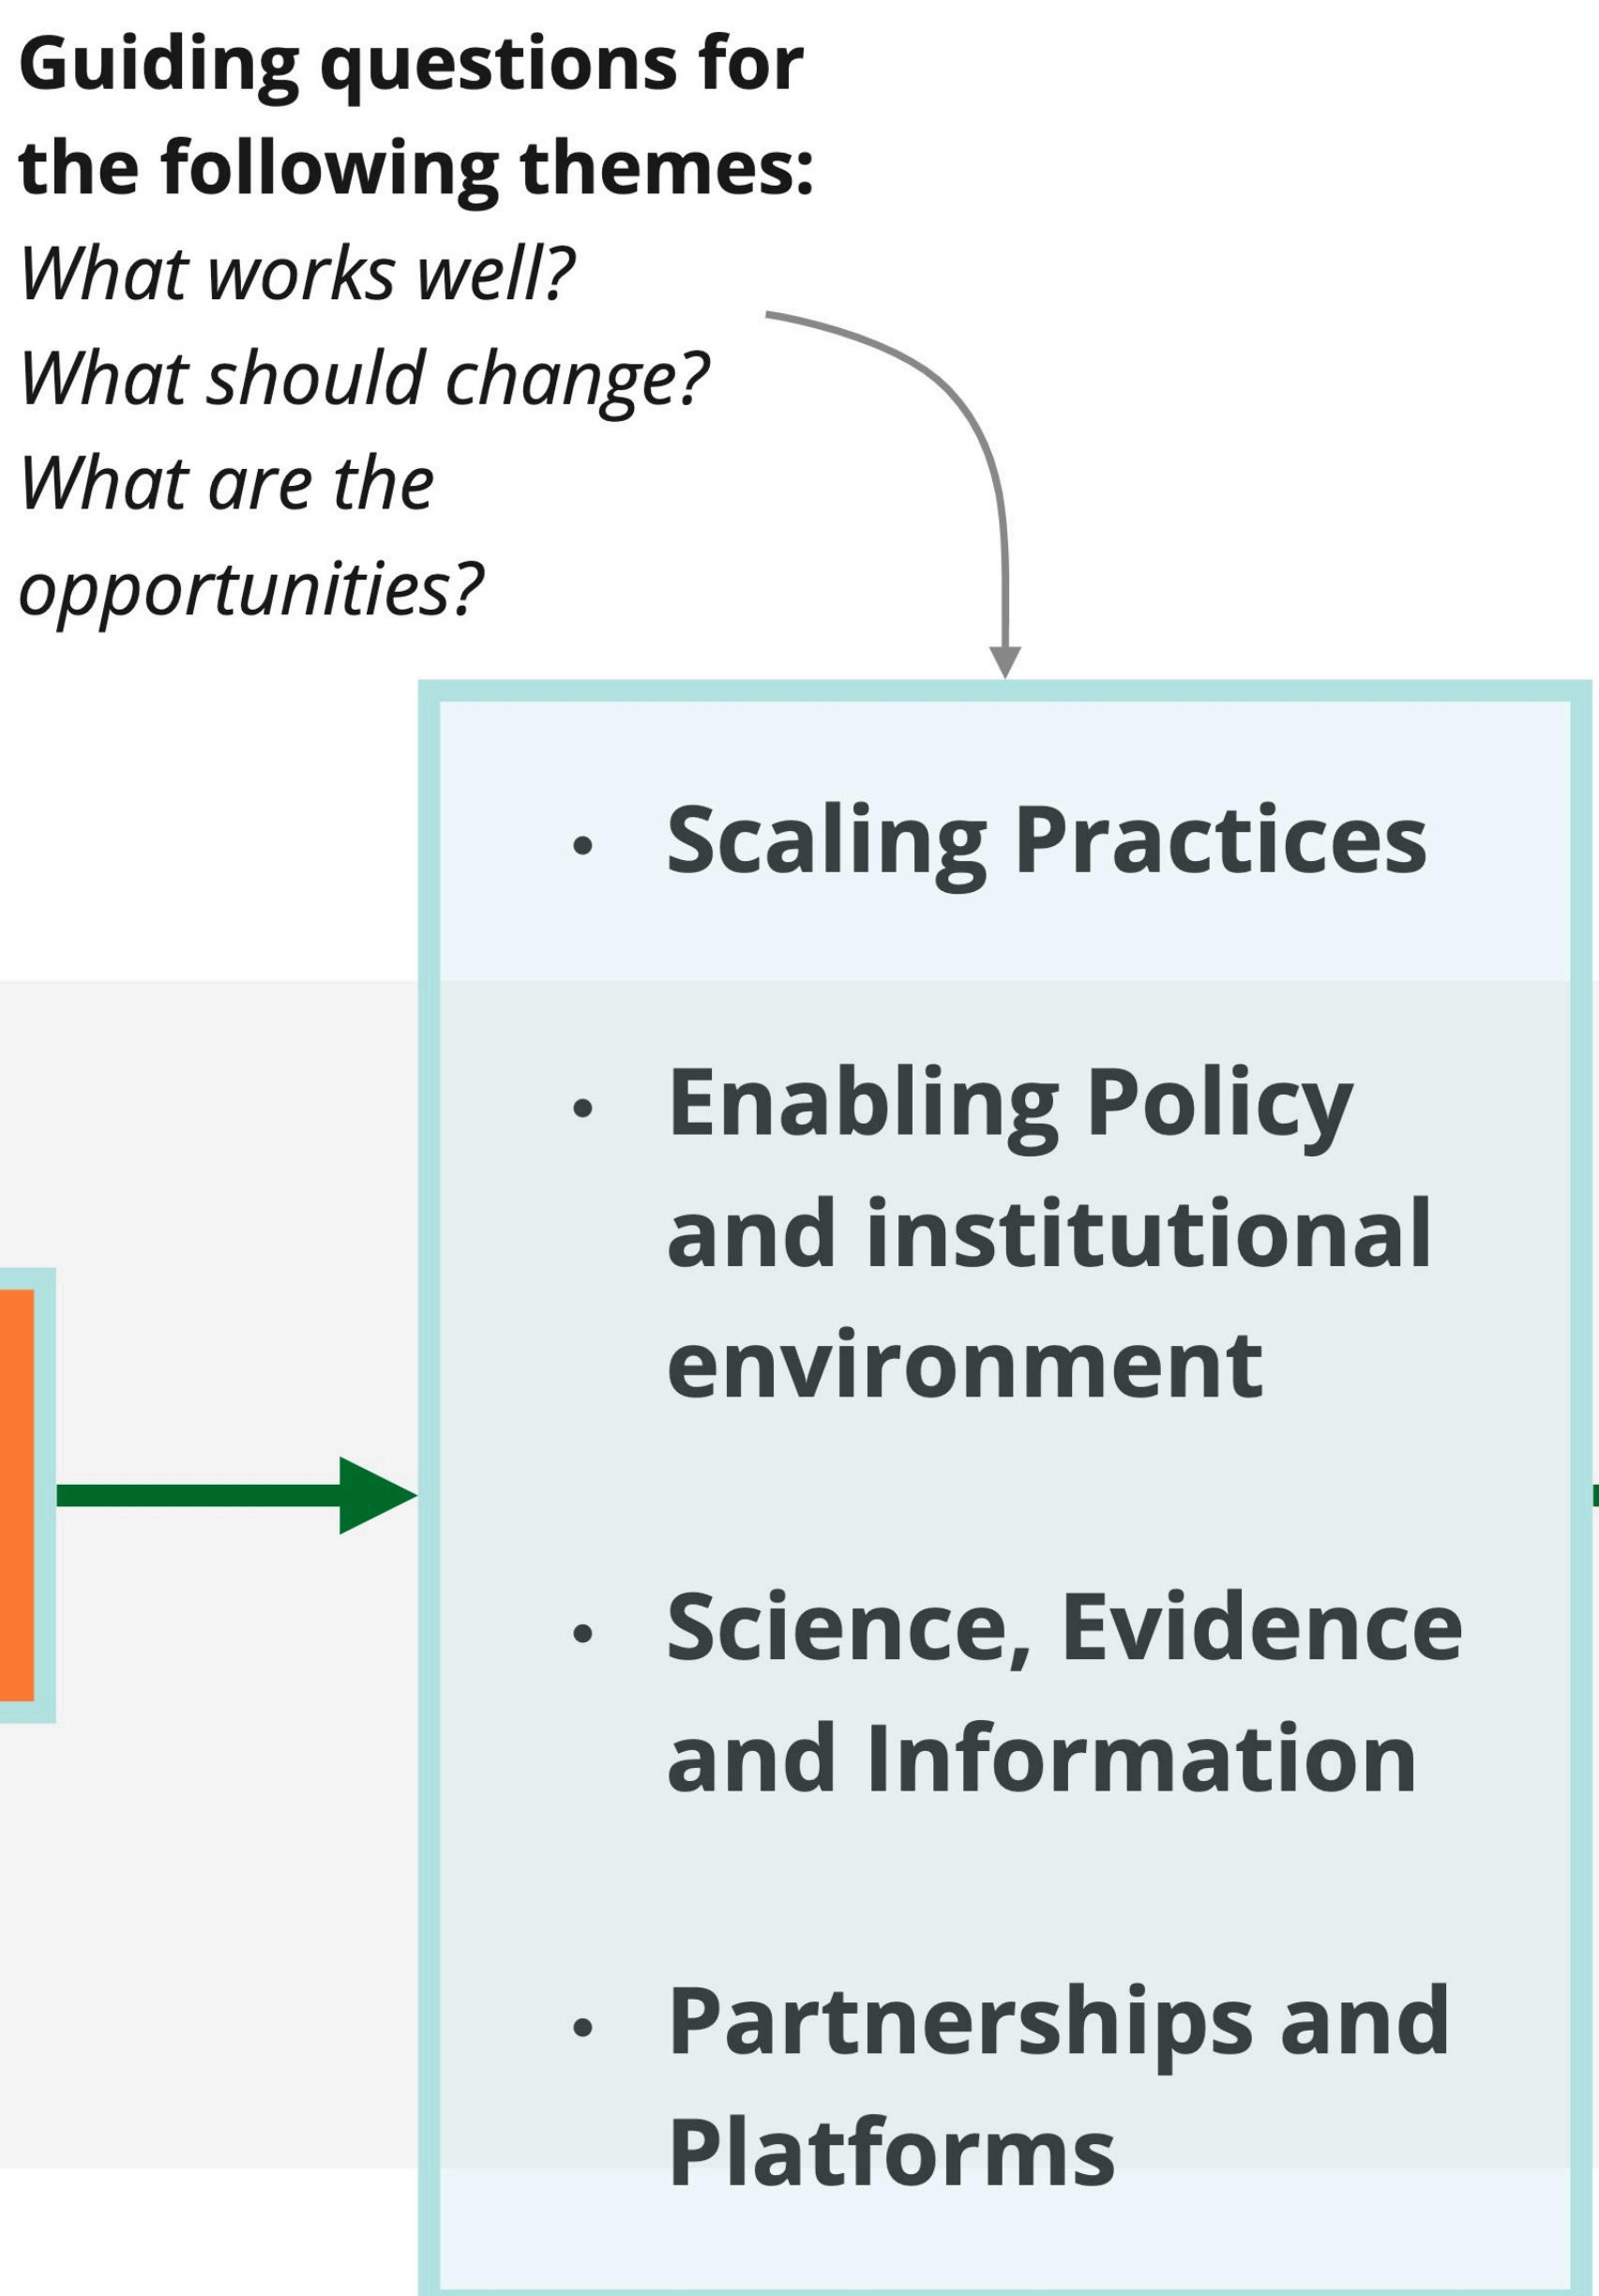 Guiding questions for
the following themes:
What works well?
What should change?
What are the
opportunities?
• Scaling Practices
• Enabling Policy
and institutional
environment
• Science, Evidence
and Information
• Partnerships and
Platforms